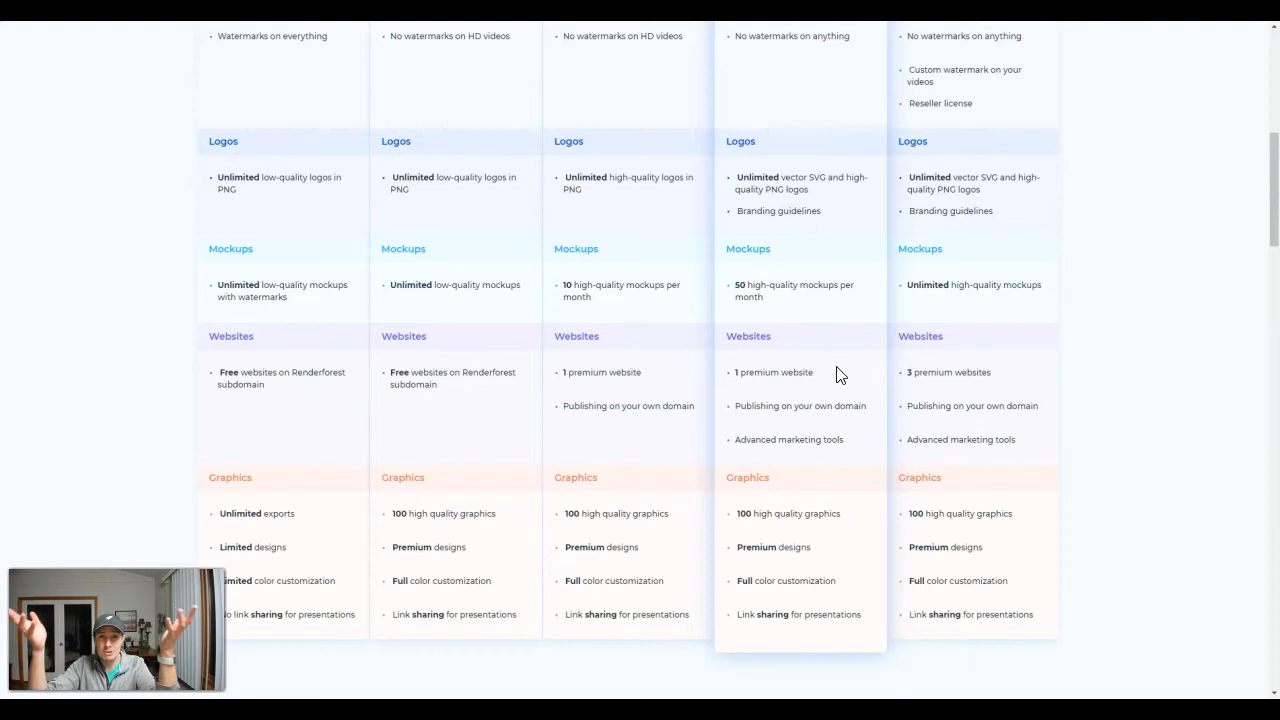 Watermarks on everything
No watermarks on HD videos
No watermarks on HD videos
No watermarks on anything
No watermarks on anything
Custom watermark on your
videos
Reseller license
Logos
Logos
Logos
Logos
Logos
Unlimited low-quality logos in
PNG
Unlimited low-quality logos in
PNG
Unlimited high-quality logos in
PNG
Unlimited vector SVG and high-
quality PNG logos
Branding guidelines
Unlimited vector SVG and high-
quality PNG logos
Branding guidelines
Mockups
Mockups
Mockups
Mockups
Mockups
Unlimited low-quality mockups
with watermarks
Unlimited low-quality mockups
10 high-quality mockups per
month
50 high-quality mockups per
month
Unlimited high-quality mockups
Websites
Websites
Websites
Websites
Websites
Free websites on Renderforest
subdomain
Free websites on Renderforest
subdomain
1 premium website
Publishing on your own domain
1 premium website
Publishing on your own domain
Advanced marketing tools
3 premium websites
Publishing on your own domain
Advanced marketing tools
Graphics
Graphics
Graphics
Graphics
Graphics
Unlimited exports
Limited designs
imited color customization
o link sharing for presentations
100 high quality graphics
Premium designs
Full color customization
Link sharing for presentations
100 high quality graphics
Premium designs
Full color customization
Link sharing for presentations
100 high quality graphics
Premium designs
Full color customization
Link sharing for presentations
100 high quality graphics
Premium designs
Full color customization
Link sharing for presentations